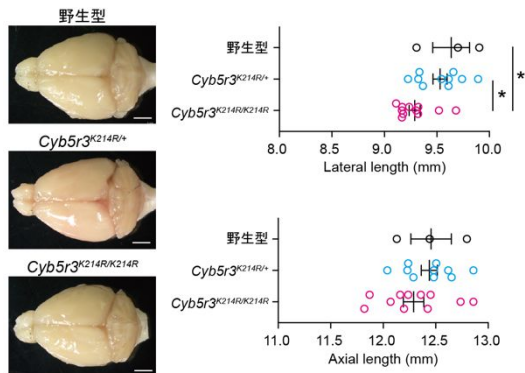 野生型
Cyb5r3K214R/+
Cyb5r3K214R/K214R
野生型
Cyb5r3K214R/+
Cyb5r3K214R/K214R
*
*
8.0 8.5 9.0 9.5 10.0
Lateral length (mm)
野生型
Cyb5r3K214R/+
Cyb5r3K214R/K214R
11.0 11.5 12.0 12.5 13.0
Axial length (mm)